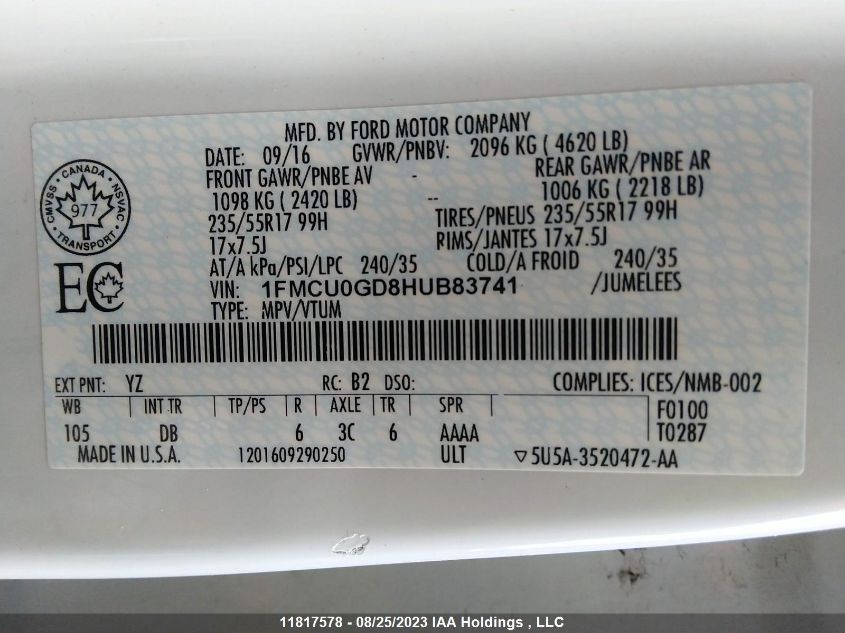 MFD. BY FORD MOTOR COMPANY
DATE: 09/16 GVWR/PNBV: 2096 KG ( 4620 LB)
FRONT GAWR/PNBE AV - REAR GAWR/PNBE AR
1098 KG ( 2420 LB) -- 1006 KG ( 2218 LB)
235/55R17 99H TIRES/PNEUS 235/55R17 99H
17x7.5J RIMS/JANTES 17x7.5J
AT/A kPa/PSI/LPC 240/35 COLD/A FROID 240/35
VIN: 1FMCU0GD8HUB83741 /JUMELEES
TYPE: MPV/VTUM
CANADA
CMVSS 977 NSVAC
TRANSPORT
EC
EXT PNT: YZ RC: B2 DSO: COMPLIES: ICES/NMB-002
WB INT TR TP/PS R AXLE TR SPR F0100
105 DB 6 3C 6 AAAA T0287
MADE IN U.S.A. 1201609290250 ULT ▽5U5A-3520472-AA
11817578 - 08/25/2023 IAA Holdings , LLC